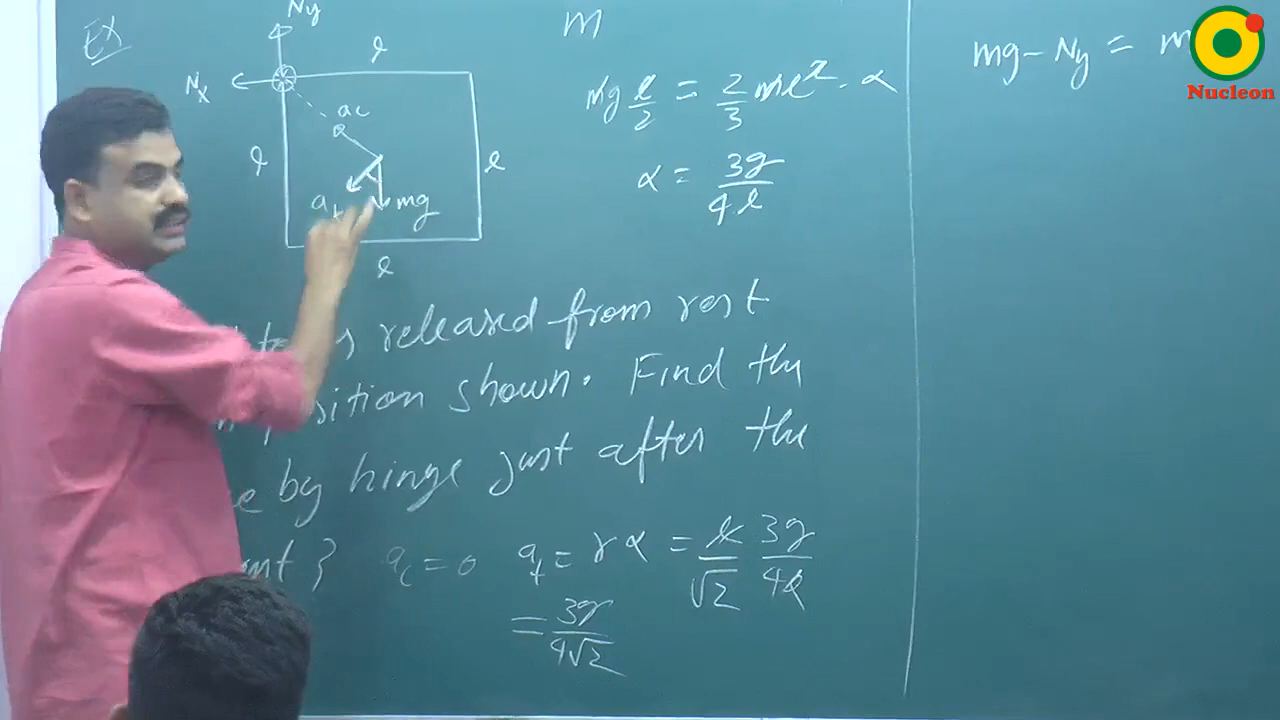 Ex
Ny
Nx
l
ac
l
l
mg
l
m
mg l/2 = 2/3 ml² · α
α = 3g/4l
released from rest
position shown. Find the
by hinge just after the
? ac = 0 at = rα = l/√2 3g/4l
= 3g/4√2
mg - Ny = m
Nucleon